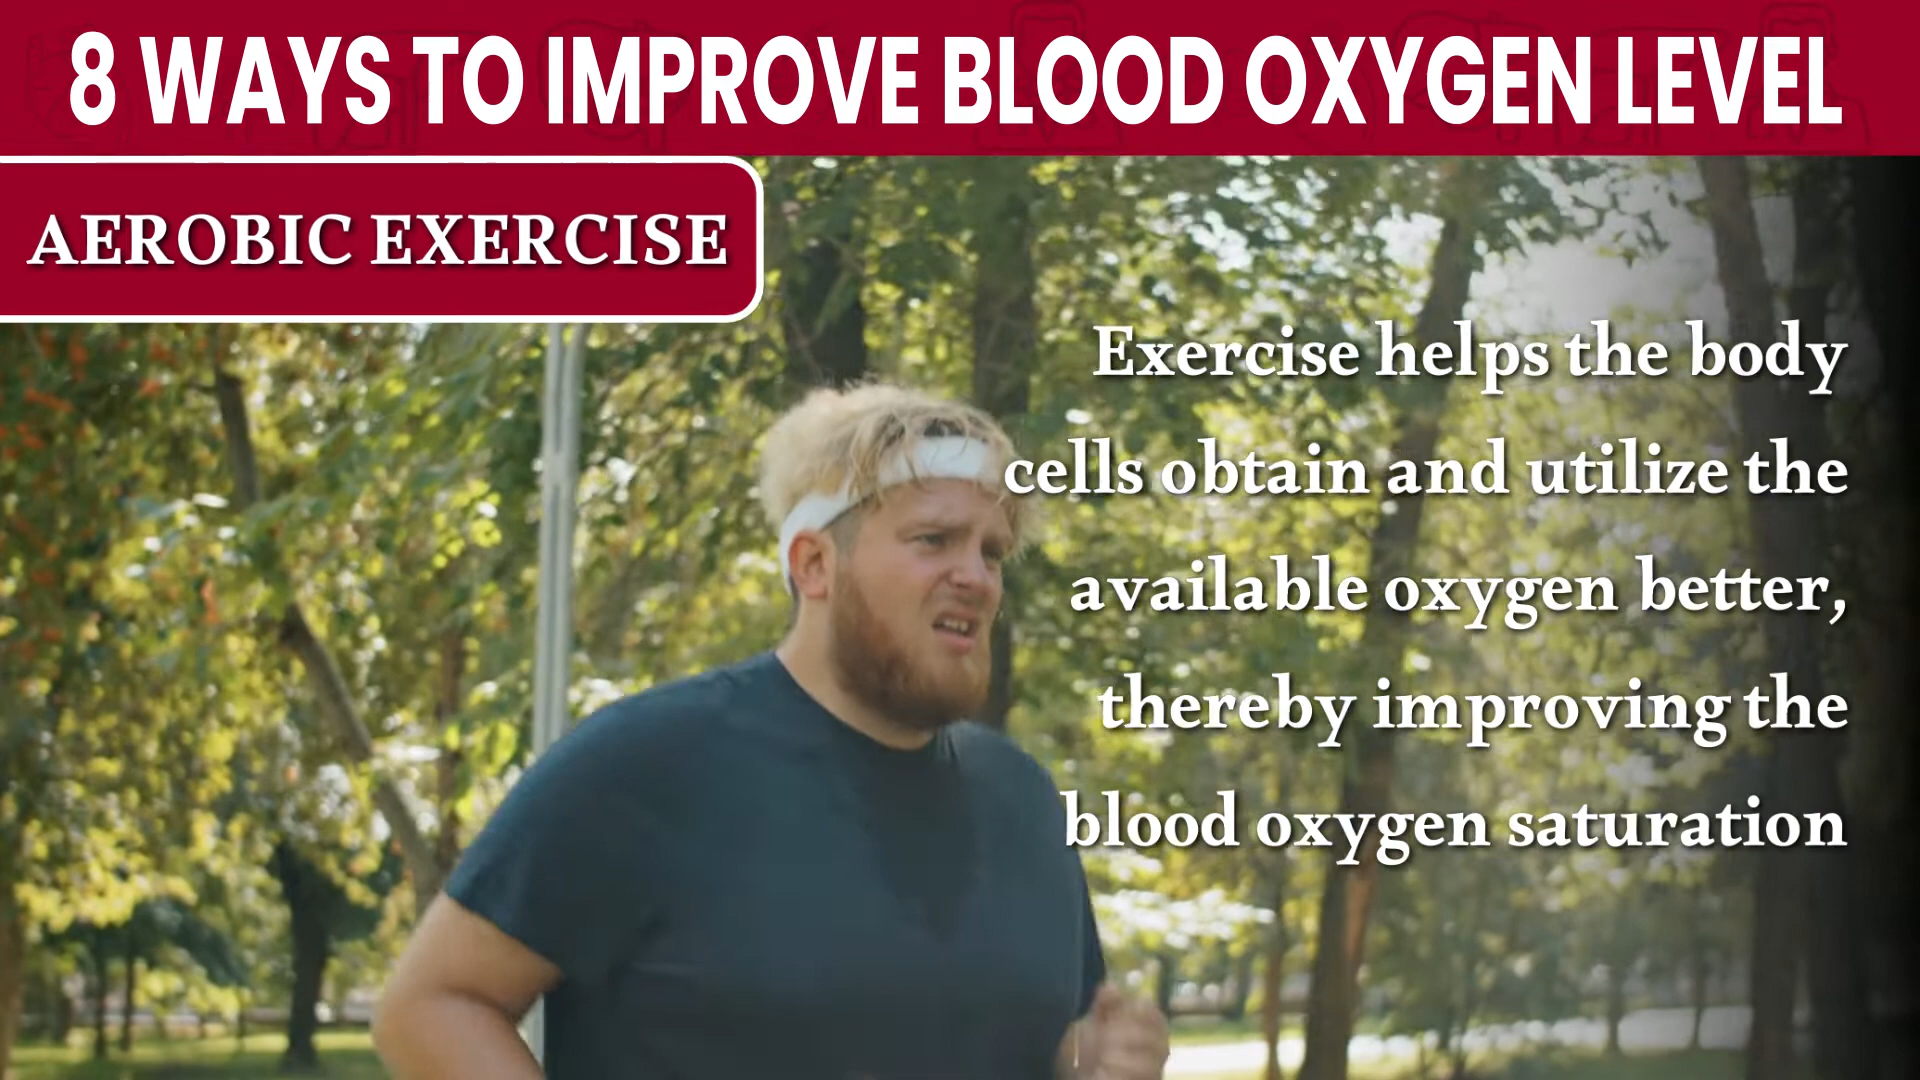 8 WAYS TO IMPROVE BLOOD OXYGEN LEVEL
AEROBIC EXERCISE
Exercise helps the body
cells obtain and utilize the
available oxygen better,
thereby improving the
blood oxygen saturation